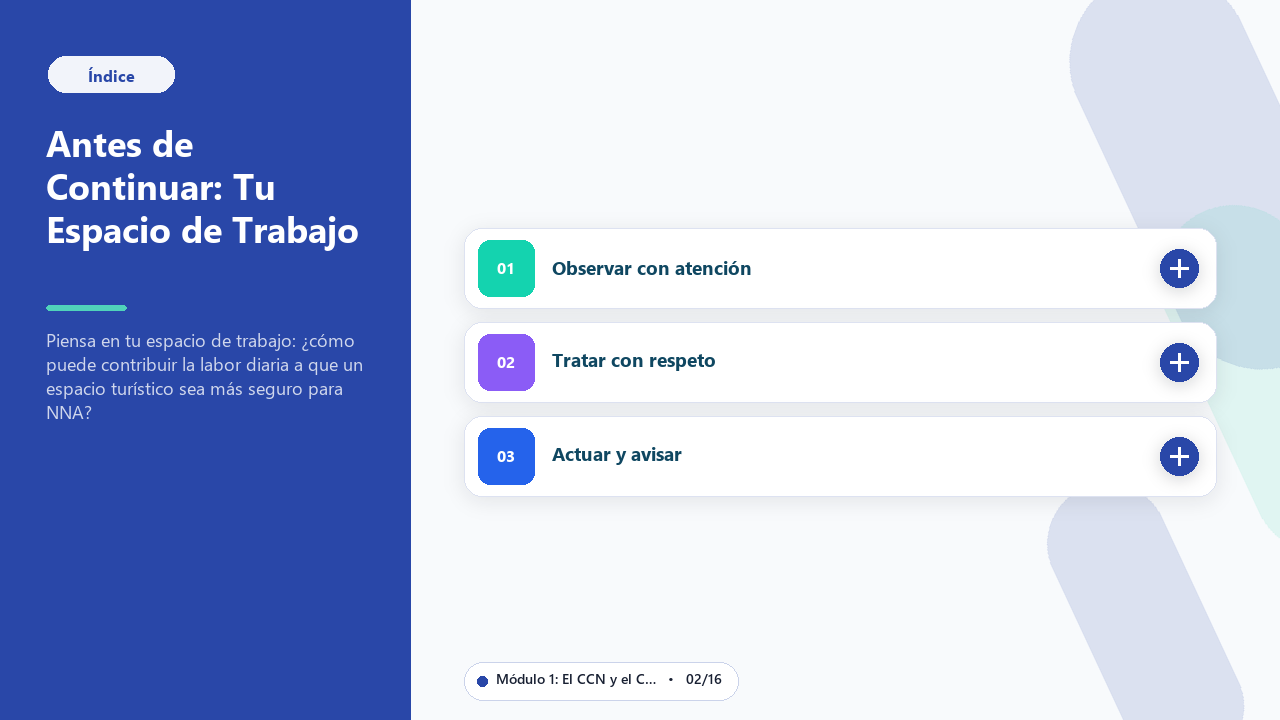 Índice
Antes de
Continuar: Tu
Espacio de Trabajo
Piensa en tu espacio de trabajo: ¿cómo
puede contribuir la labor diaria a que un
espacio turístico sea más seguro para
NNA?
01 Observar con atención
02 Tratar con respeto
03 Actuar y avisar
Módulo 1: El CCN y el C... • 02/16